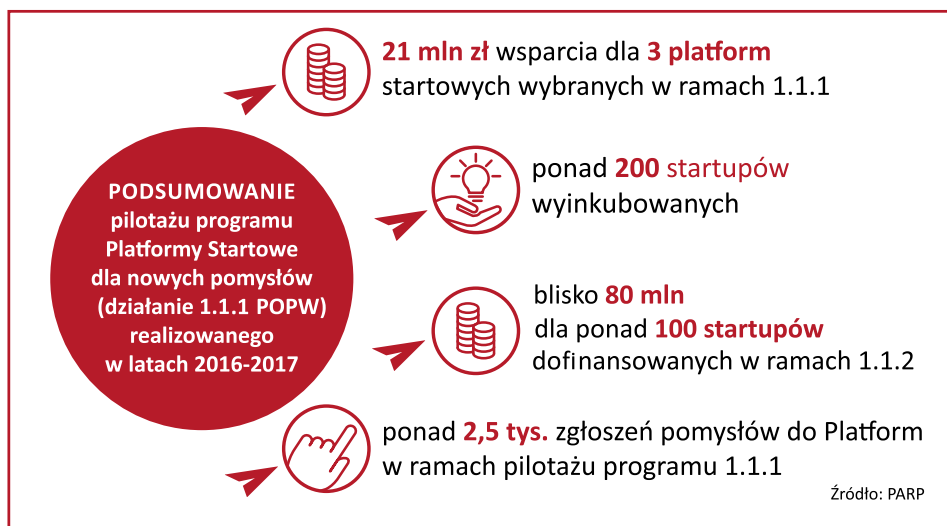 PODSUMOWANIE
pilotażu programu
Platformy Startowe
dla nowych pomysłów
(działanie 1.1.1 POPW)
realizowanego
w latach 2016-2017
21 mln zł wsparcia dla 3 platform
startowych wybranych w ramach 1.1.1
ponad 200 startupów
wyinkubowanych
blisko 80 mln
dla ponad 100 startupów
dofinansowanych w ramach 1.1.2
ponad 2,5 tys. zgłoszeń pomysłów do Platform
w ramach pilotażu programu 1.1.1
Źródło: PARP